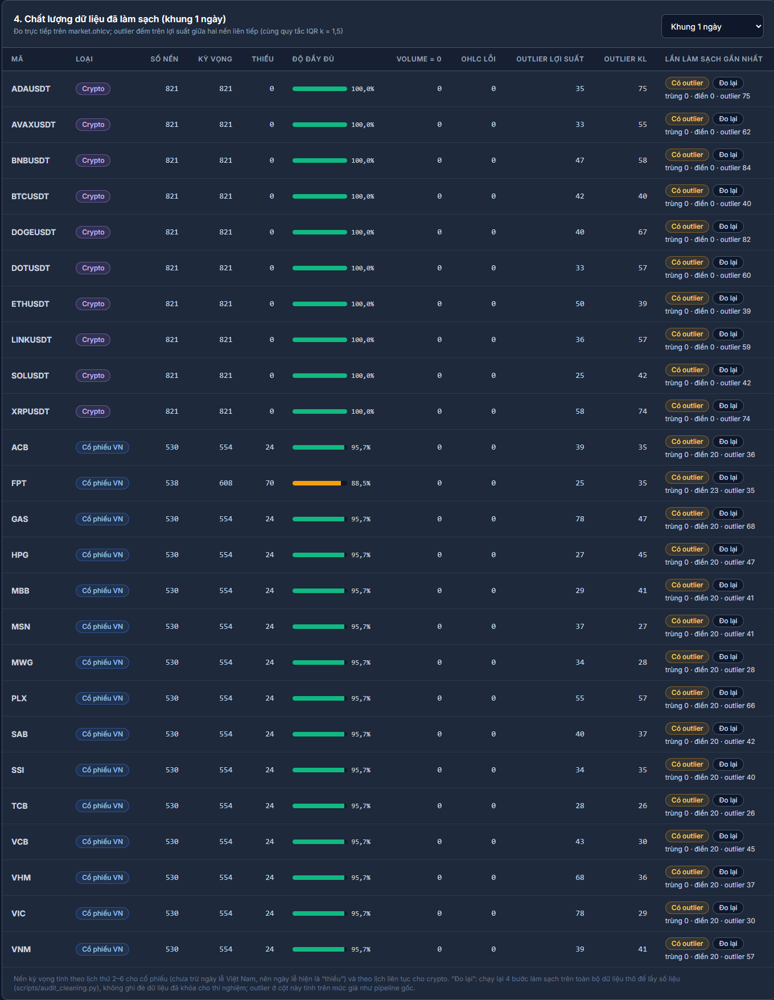 4. Chất lượng dữ liệu đã làm sạch (khung 1 ngày)
Đo trực tiếp trên market.ohlcv; outlier đếm trên lợi suất giữa hai nến liên tiếp (cùng quy tắc IQR k = 1,5)
Khung 1 ngày
MÃ LOẠI SỐ NẾN KỲ VỌNG THIẾU ĐỘ ĐẦY ĐỦ VOLUME = 0 OHLC LỖI OUTLIER LỢI SUẤT OUTLIER KL LẦN LÀM SẠCH GẦN NHẤT
ADAUSDT Crypto 821 821 0 100,0% 0 0 35 75 Có outlier Đo lại
trùng 0 · điền 0 · outlier 75
AVAXUSDT Crypto 821 821 0 100,0% 0 0 33 55 Có outlier Đo lại
trùng 0 · điền 0 · outlier 62
BNBUSDT Crypto 821 821 0 100,0% 0 0 47 58 Có outlier Đo lại
trùng 0 · điền 0 · outlier 84
BTCUSDT Crypto 821 821 0 100,0% 0 0 42 40 Có outlier Đo lại
trùng 0 · điền 0 · outlier 40
DOGEUSDT Crypto 821 821 0 100,0% 0 0 40 67 Có outlier Đo lại
trùng 0 · điền 0 · outlier 82
DOTUSDT Crypto 821 821 0 100,0% 0 0 33 57 Có outlier Đo lại
trùng 0 · điền 0 · outlier 60
ETHUSDT Crypto 821 821 0 100,0% 0 0 50 39 Có outlier Đo lại
trùng 0 · điền 0 · outlier 39
LINKUSDT Crypto 821 821 0 100,0% 0 0 36 57 Có outlier Đo lại
trùng 0 · điền 0 · outlier 59
SOLUSDT Crypto 821 821 0 100,0% 0 0 25 42 Có outlier Đo lại
trùng 0 · điền 0 · outlier 42
XRPUSDT Crypto 821 821 0 100,0% 0 0 58 74 Có outlier Đo lại
trùng 0 · điền 0 · outlier 74
ACB Cổ phiếu VN 530 554 24 95,7% 0 0 39 35 Có outlier Đo lại
trùng 0 · điền 20 · outlier 36
FPT Cổ phiếu VN 538 608 70 88,5% 0 0 25 35 Có outlier Đo lại
trùng 0 · điền 23 · outlier 35
GAS Cổ phiếu VN 530 554 24 95,7% 0 0 78 47 Có outlier Đo lại
trùng 0 · điền 20 · outlier 68
HPG Cổ phiếu VN 530 554 24 95,7% 0 0 27 45 Có outlier Đo lại
trùng 0 · điền 20 · outlier 47
MBB Cổ phiếu VN 530 554 24 95,7% 0 0 29 41 Có outlier Đo lại
trùng 0 · điền 20 · outlier 41
MSN Cổ phiếu VN 530 554 24 95,7% 0 0 37 27 Có outlier Đo lại
trùng 0 · điền 20 · outlier 41
MWG Cổ phiếu VN 530 554 24 95,7% 0 0 34 28 Có outlier Đo lại
trùng 0 · điền 20 · outlier 28
PLX Cổ phiếu VN 530 554 24 95,7% 0 0 55 57 Có outlier Đo lại
trùng 0 · điền 20 · outlier 66
SAB Cổ phiếu VN 530 554 24 95,7% 0 0 40 37 Có outlier Đo lại
trùng 0 · điền 20 · outlier 42
SSI Cổ phiếu VN 530 554 24 95,7% 0 0 34 35 Có outlier Đo lại
trùng 0 · điền 20 · outlier 40
TCB Cổ phiếu VN 530 554 24 95,7% 0 0 28 26 Có outlier Đo lại
trùng 0 · điền 20 · outlier 26
VCB Cổ phiếu VN 530 554 24 95,7% 0 0 43 30 Có outlier Đo lại
trùng 0 · điền 20 · outlier 45
VHM Cổ phiếu VN 530 554 24 95,7% 0 0 68 36 Có outlier Đo lại
trùng 0 · điền 20 · outlier 37
VIC Cổ phiếu VN 530 554 24 95,7% 0 0 78 29 Có outlier Đo lại
trùng 0 · điền 20 · outlier 30
VNM Cổ phiếu VN 530 554 24 95,7% 0 0 39 41 Có outlier Đo lại
trùng 0 · điền 20 · outlier 57
Nến kỳ vọng tính theo lịch thứ 2–6 cho cổ phiếu (chưa trừ ngày lễ Việt Nam, nên ngày lễ hiện là “thiếu”) và theo lịch liên tục cho crypto. “Đo lại”: chạy lại 4 bước làm sạch trên toàn bộ dữ liệu thô để lấy số liệu
(scripts/audit_cleaning.py), không ghi đè dữ liệu đã khóa cho thí nghiệm; outlier ở cột này tính trên mức giá như pipeline gốc.